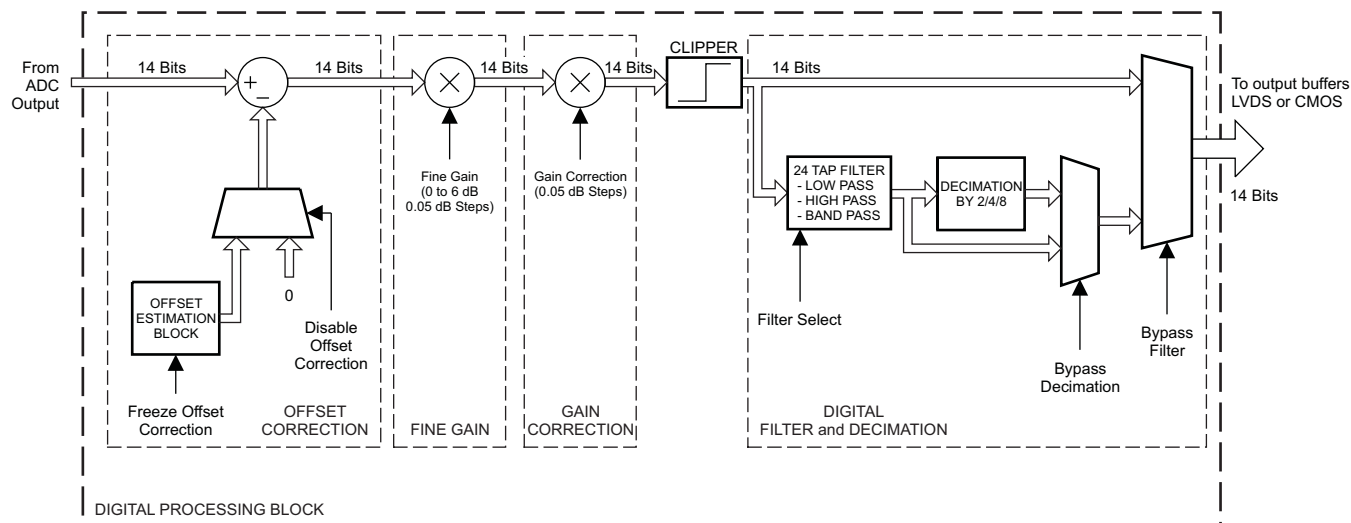 From
ADC
Output
14 Bits
+
−
14 Bits
14 Bits
14 Bits
CLIPPER
14 Bits
To output buffers
LVDS or CMOS
14 Bits
Fine Gain
(0 to 6 dB
0.05 dB Steps)
Gain Correction
(0.05 dB Steps)
24 TAP FILTER
- LOW PASS
- HIGH PASS
- BAND PASS
DECIMATION
BY 2/4/8
0
OFFSET
ESTIMATION
BLOCK
Disable
Offset
Correction
Filter Select
Bypass
Filter
Bypass
Decimation
Freeze Offset
Correction
OFFSET
CORRECTION
FINE GAIN
GAIN
CORRECTION
DIGITAL
FILTER and DECIMATION
DIGITAL PROCESSING BLOCK